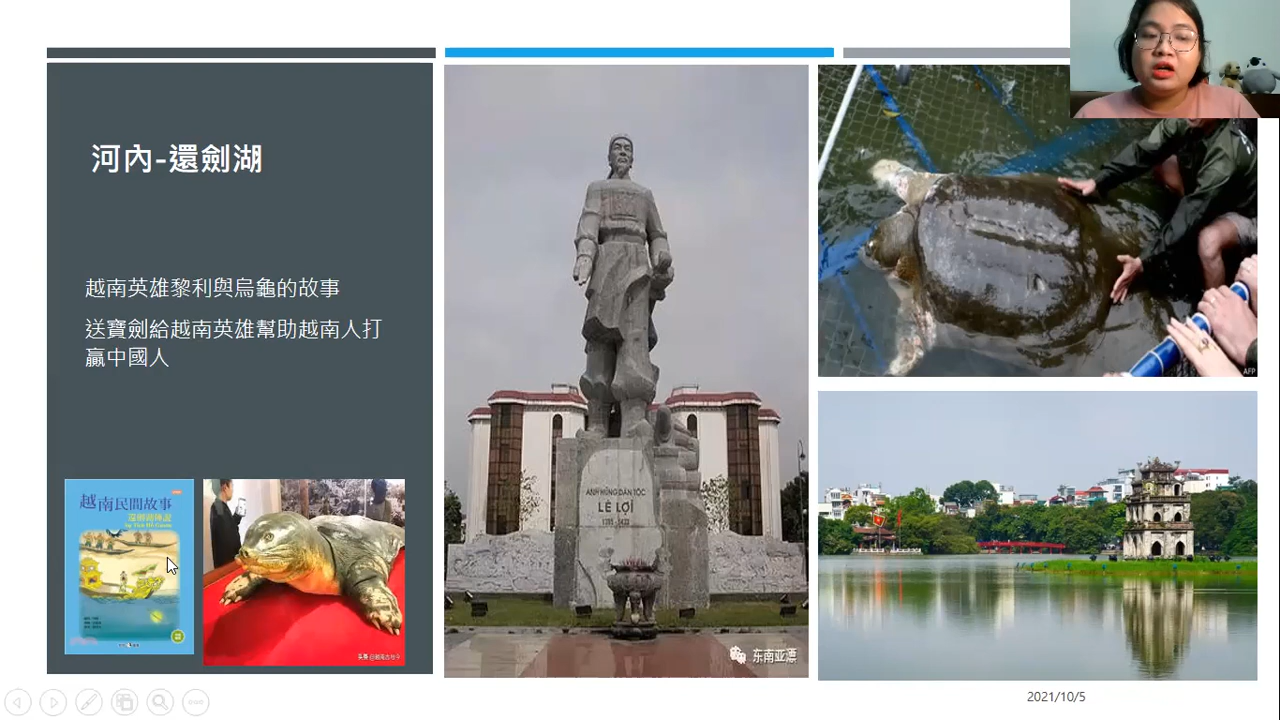 河內-還劍湖
越南英雄黎利與烏龜的故事
送寶劍給越南英雄幫助越南人打
贏中國人
越南民間故事
ANH HÙNG DÂN TỘC
LÊ LỢI
东南亚漂
AFP
2021/10/5